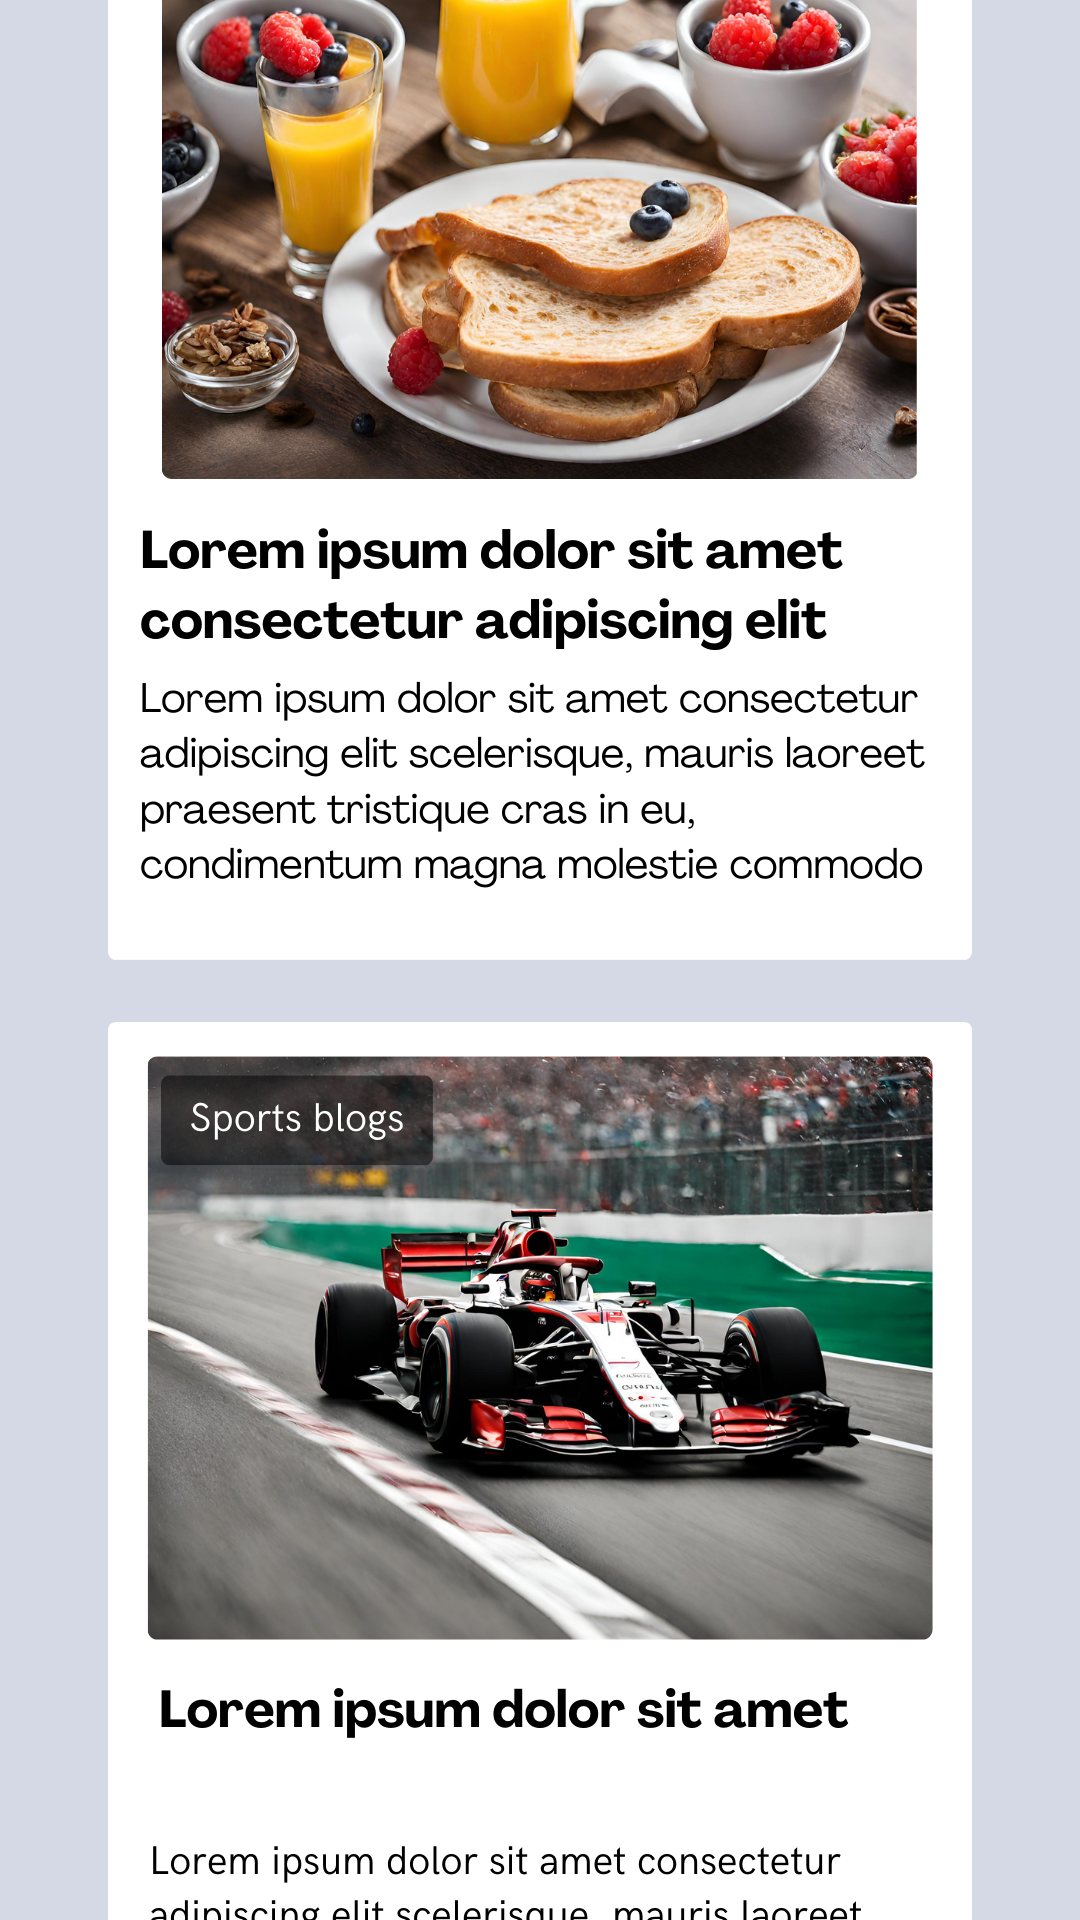 Lorem ipsum dolor sit amet
consectetur adipiscing elit
Lorem ipsum dolor sit amet consectetur
adipiscing elit scelerisque, mauris laoreet
praesent tristique cras in eu,
condimentum magna molestie commodo
Sports blogs
Lorem ipsum dolor sit amet
Lorem ipsum dolor sit amet consectetur
adipiscing elit scelerisque, mauris laoreet